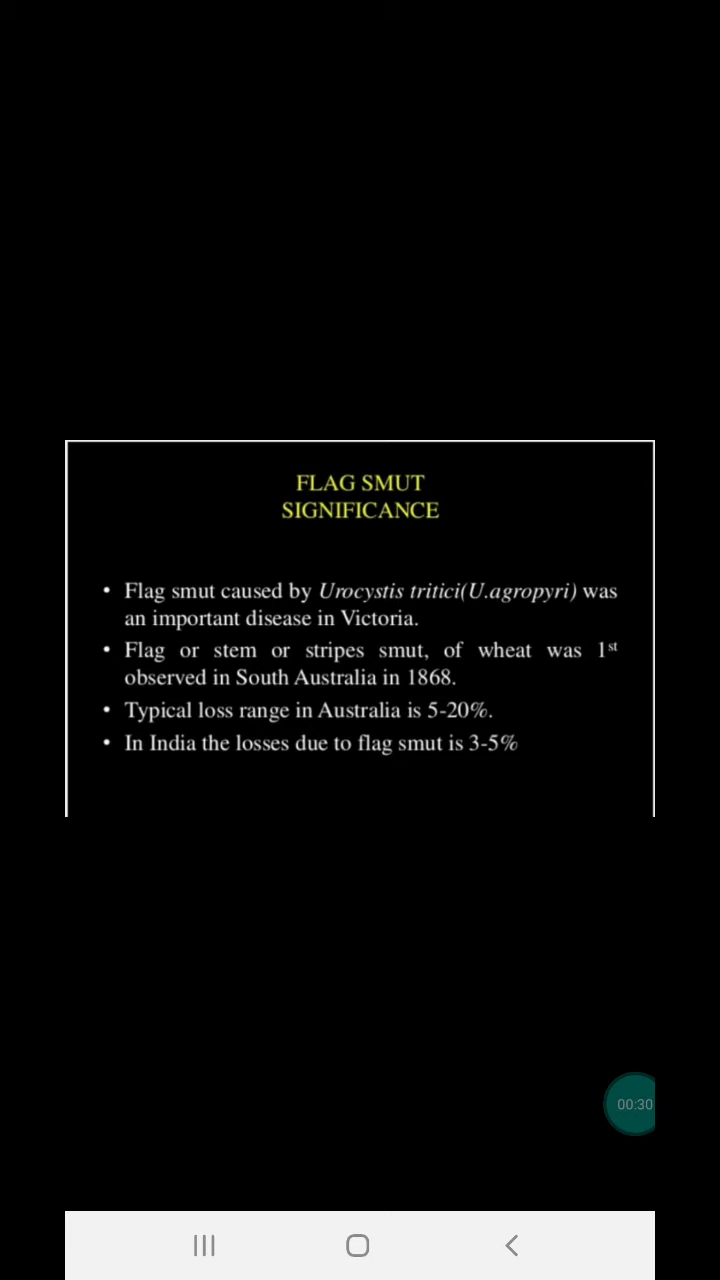 FLAG SMUT
SIGNIFICANCE
• Flag smut caused by Urocystis tritici(U.agropyri) was
an important disease in Victoria.
• Flag or stem or stripes smut, of wheat was 1st
observed in South Australia in 1868.
• Typical loss range in Australia is 5-20%.
• In India the losses due to flag smut is 3-5%
00:30